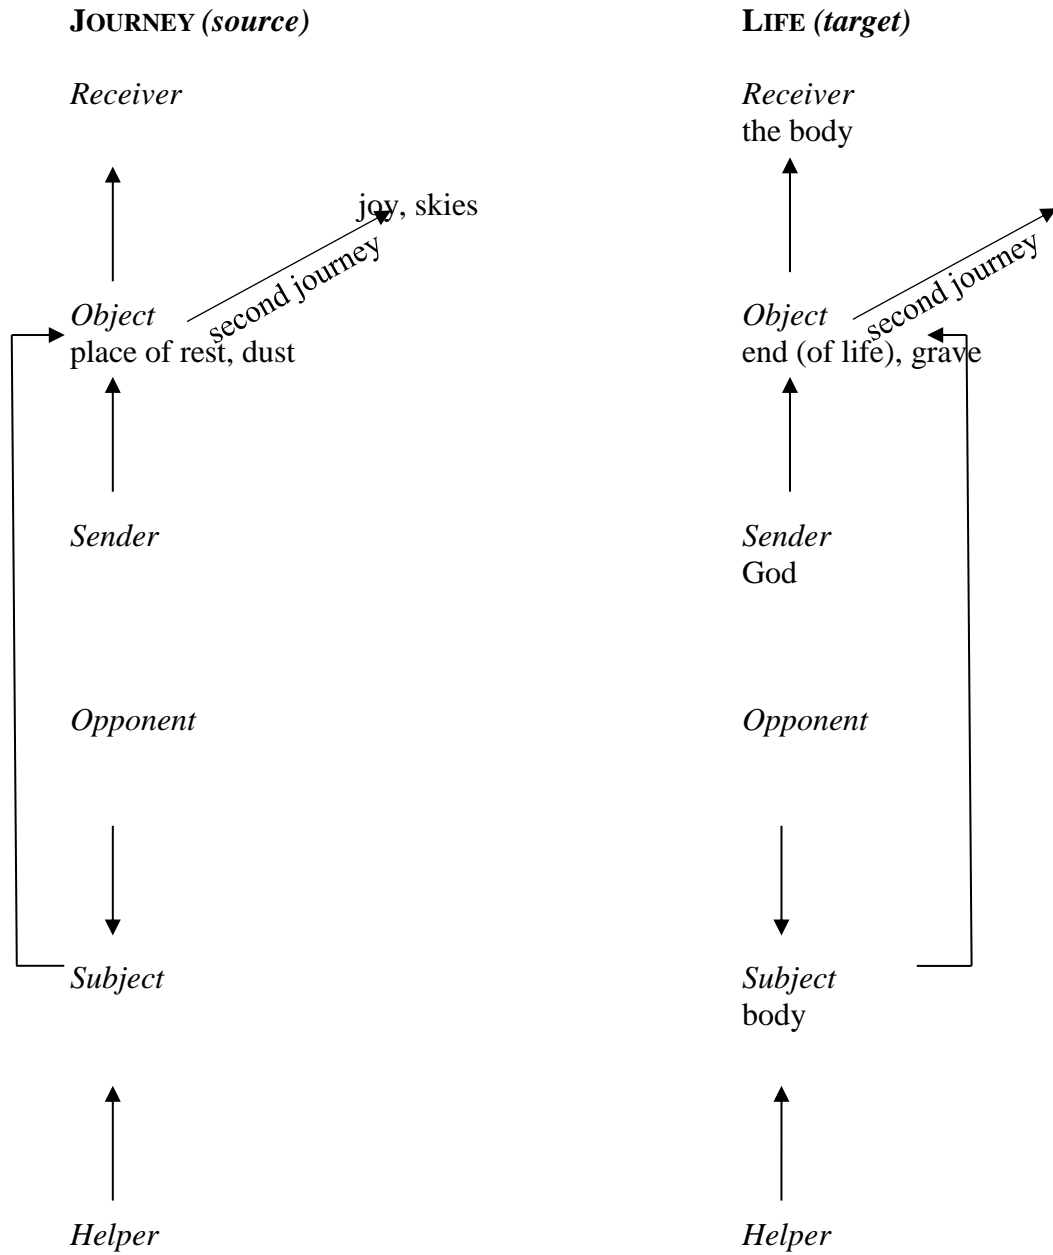 JOURNEY (source)
Receiver
joy, skies
second journey
Object
place of rest, dust
Sender
Opponent
Subject
Helper
LIFE (target)
Receiver
the body
second journey
Object
end (of life), grave
Sender
God
Opponent
Subject
body
Helper